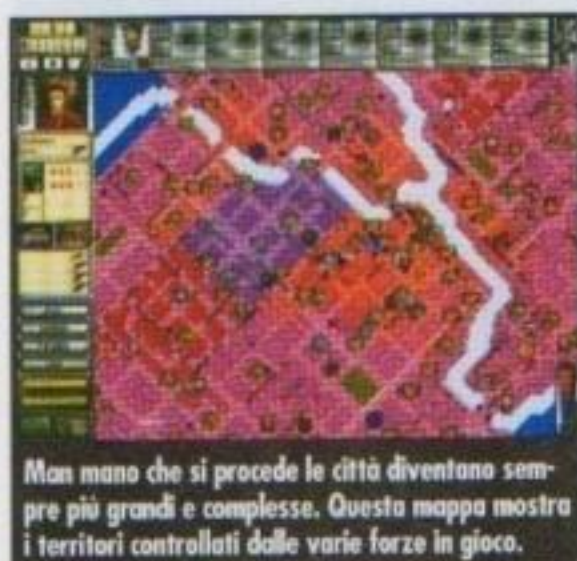 Man mano che si procede le città diventano sem-
pre più grandi e complesse. Questa mappa mostra
i territori controllati dalle varie forze in gioco.